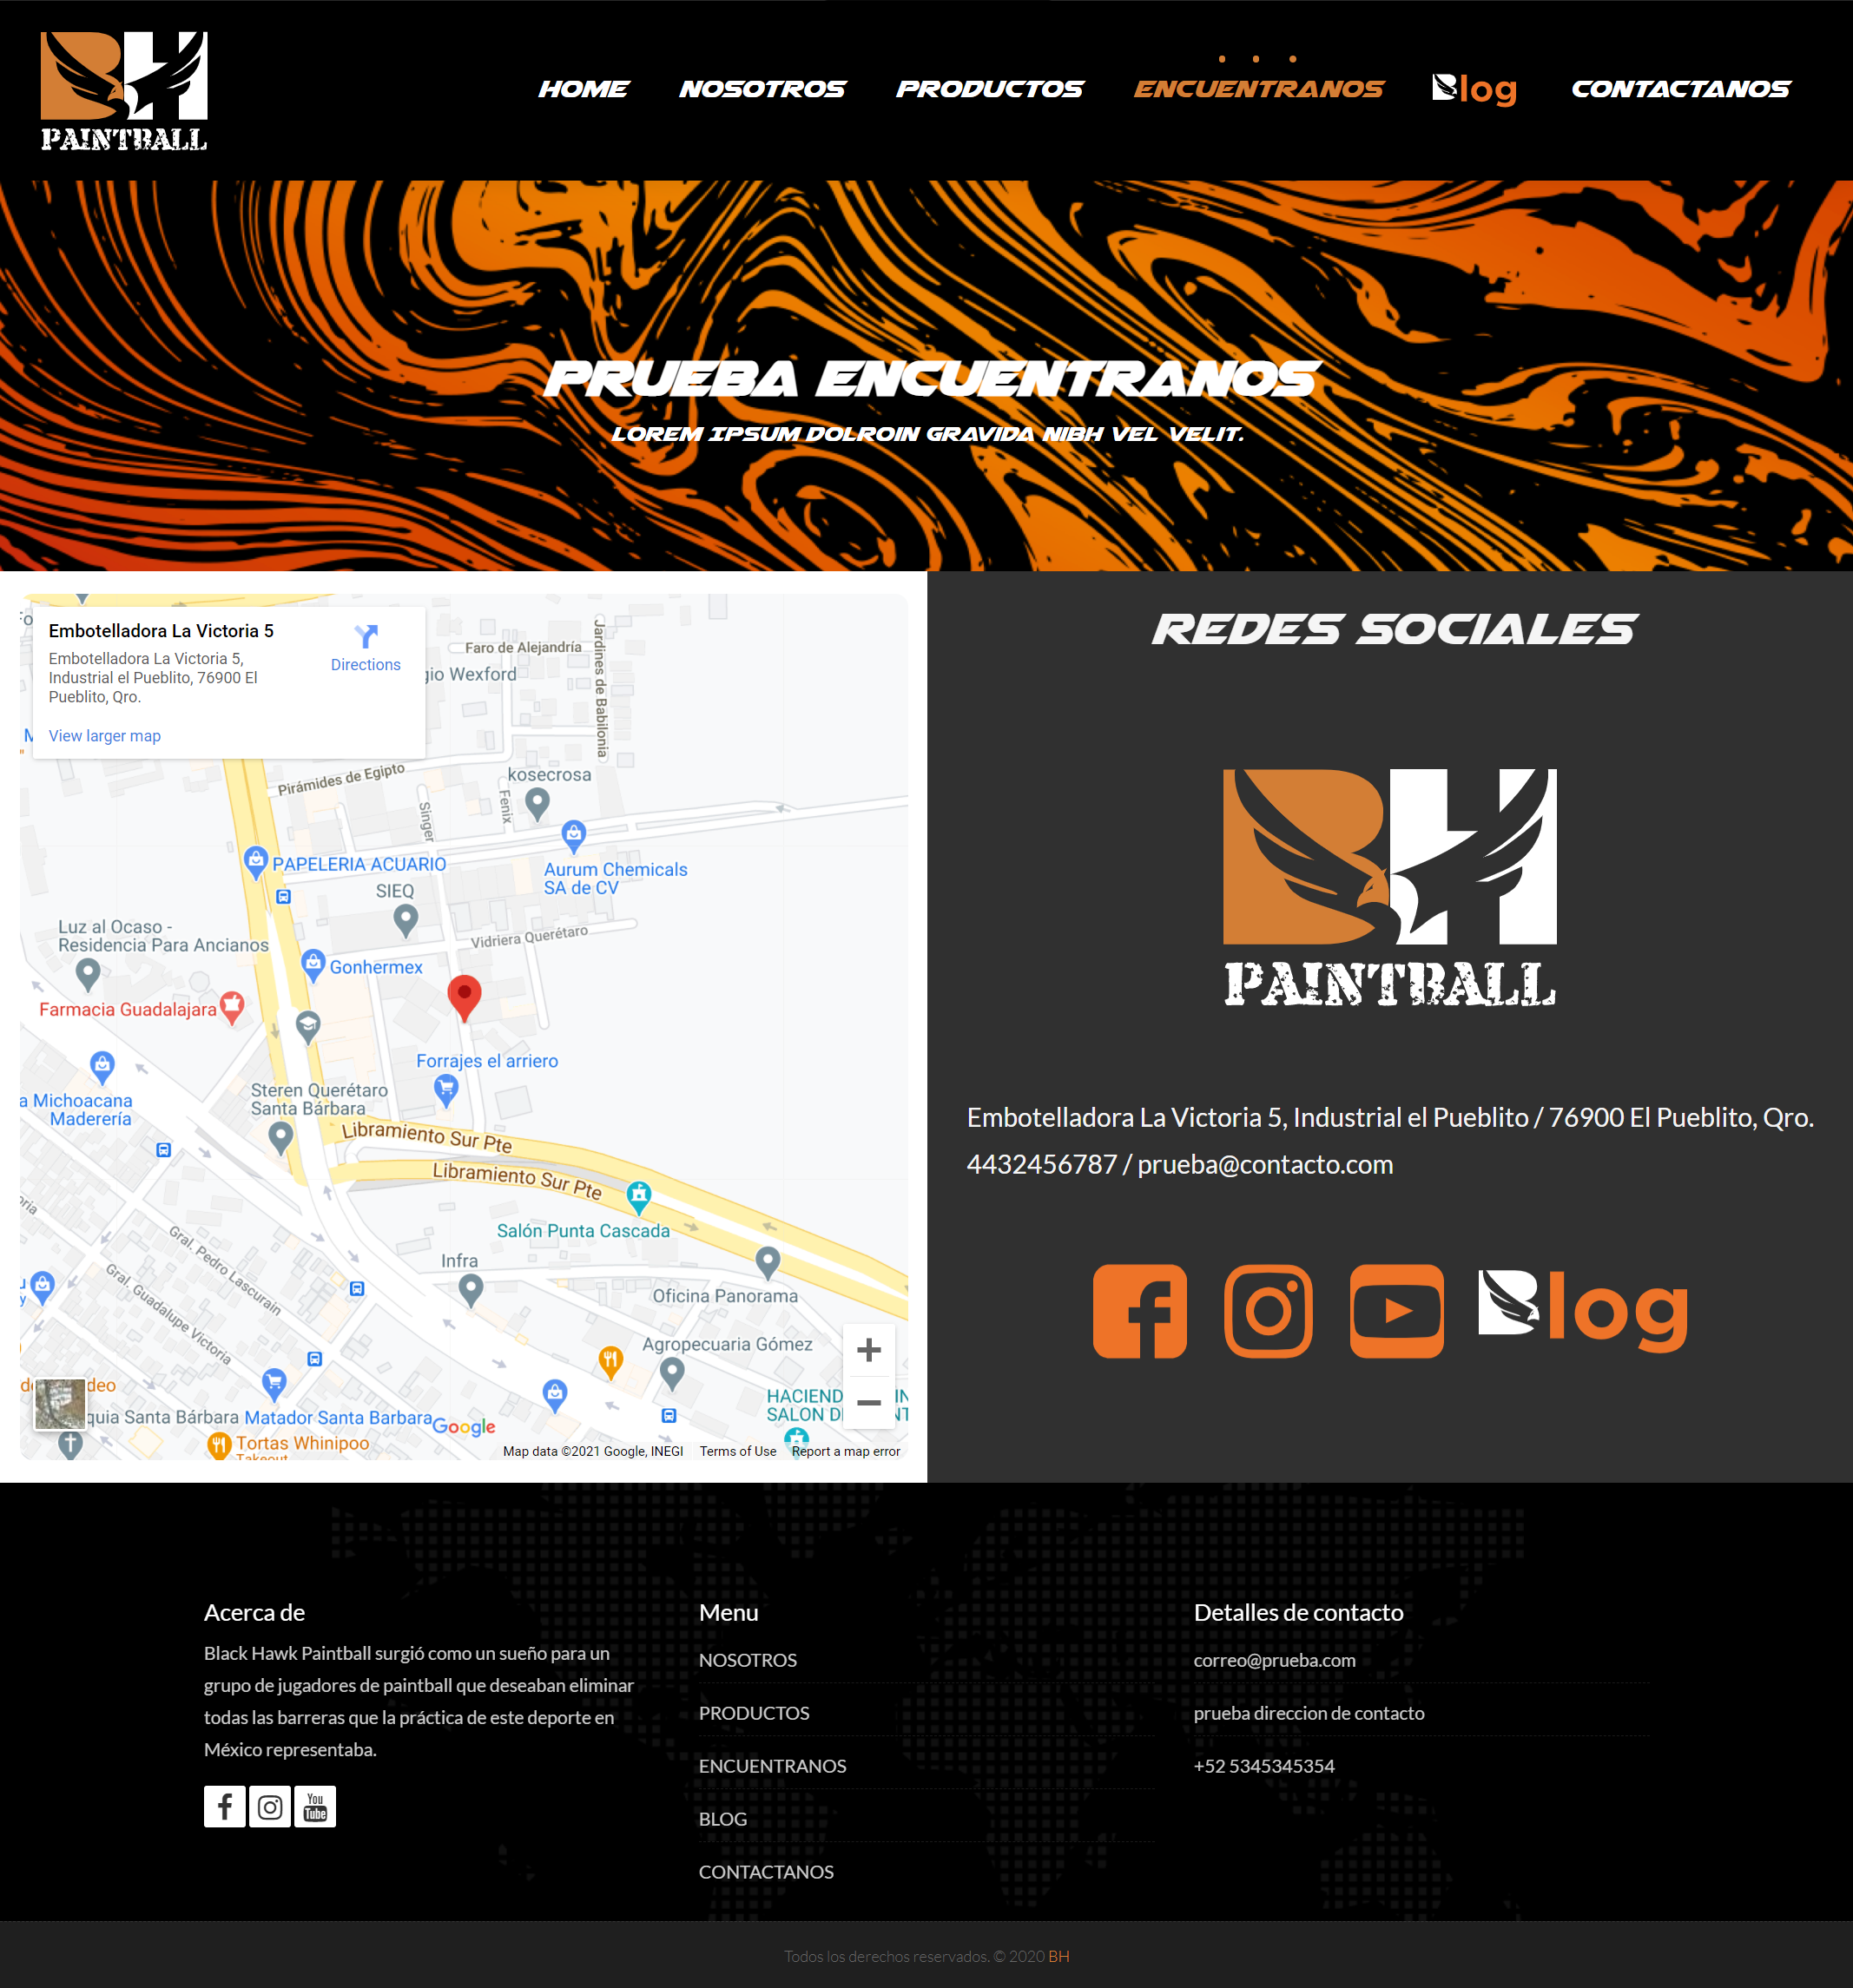 BH
PAINTBALL
HOME
NOSOTROS
PRODUCTOS
ENCUENTRANOS
Blog
CONTACTANOS
PRUEBA ENCUENTRANOS
LOREM IPSUM DOLROIN GRAVIDA NIBH VEL VELIT.
Embotelladora La Victoria 5
Embotelladora La Victoria 5,
Industrial el Pueblito, 76900 El
Pueblito, Qro.
Directions
View larger map
Faro de Alejandría
gio Wexford
Jardines de Babilonia
Pirámides de Egipto
kosecrosa
Singer
Fenix
PAPELERIA ACUARIO
Aurum Chemicals
SA de CV
SIEQ
Luz al Ocaso -
Residencia Para Ancianos
Vidriera Querétaro
Gonhermex
Farmacia Guadalajara
Forrajes el arriero
a Michoacana
Maderería
Steren Querétaro
Santa Bárbara
Libramiento Sur Pte
Libramiento Sur Pte
Salón Punta Cascada
Gral. Pedro Lascurain
Gral. Guadalupe Victoria
Infra
Oficina Panorama
Agropecuaria Gómez
HACIEND
SALON D
quia Santa Bárbara
Matador Santa Barbara
Google
Tortas Whinipoo
Takeout
Map data ©2021 Google, INEGI
Terms of Use
Report a map error
REDES SOCIALES
BH
PAINTBALL
Embotelladora La Victoria 5, Industrial el Pueblito / 76900 El Pueblito, Qro.
4432456787 / prueba@contacto.com
Blog
Acerca de
Black Hawk Paintball surgió como un sueño para un
grupo de jugadores de paintball que deseaban eliminar
todas las barreras que la práctica de este deporte en
México representaba.
You
Tube
Menu
NOSOTROS
PRODUCTOS
ENCUENTRANOS
BLOG
CONTACTANOS
Detalles de contacto
correo@prueba.com
prueba direccion de contacto
+52 5345345354
Todos los derechos reservados. © 2020 BH